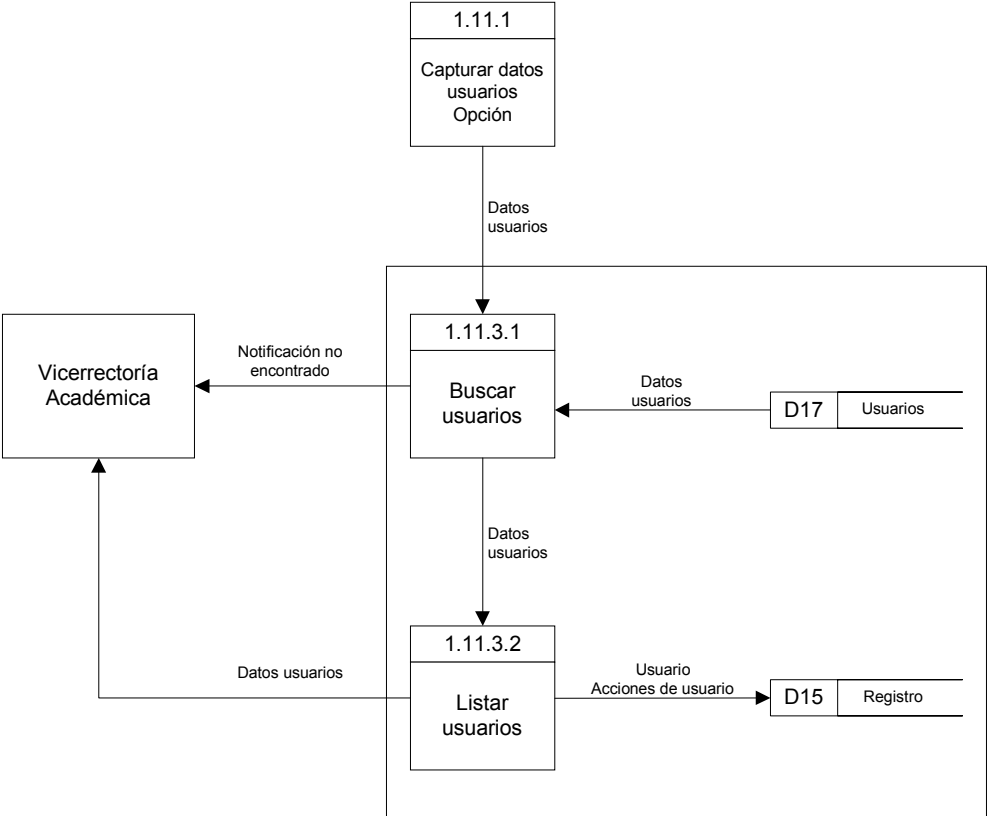 1.11.1
Capturar datos
usuarios
Opción
Datos
usuarios
1.11.3.1
Buscar
usuarios
Vicerrectoría
Académica
Notificación no
encontrado
Datos
usuarios
D17
Usuarios
Datos
usuarios
1.11.3.2
Listar
usuarios
Datos usuarios
Usuario
Acciones de usuario
D15
Registro